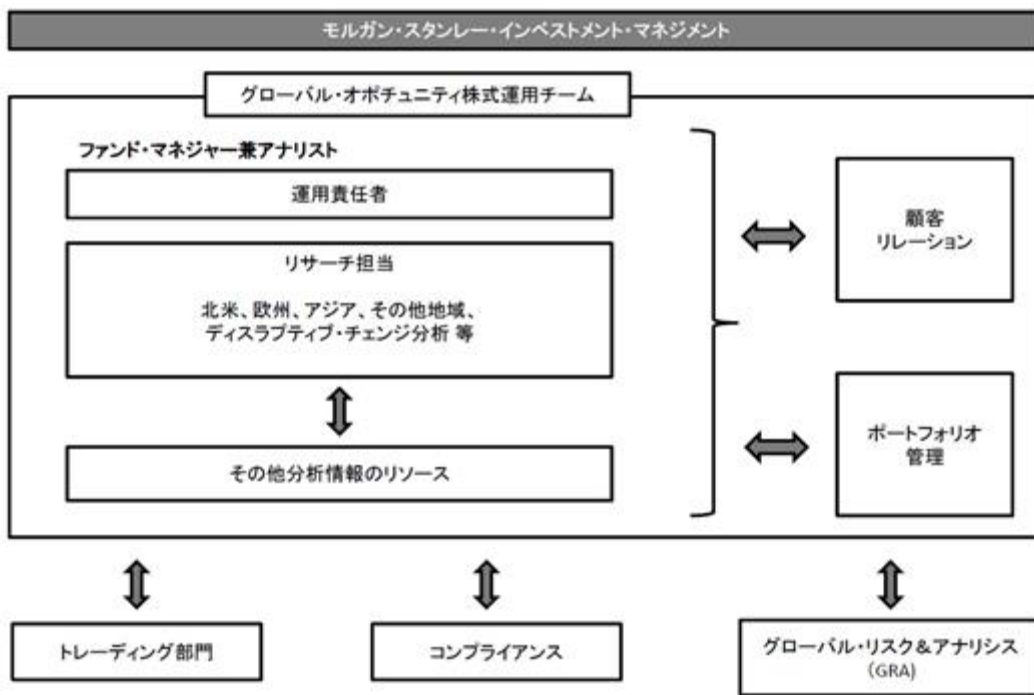 モルガン・スタンレー・インベストメント・マネジメント
グローバル・オポチュニティ株式運用チーム
ファンド・マネジャー兼アナリスト
運用責任者
リサーチ担当
北米、欧州、アジア、その他地域、
ディスラプティブ・チェンジ分析 等
その他分析情報のリソース
顧客
リレーション
ポートフォリオ
管理
トレーディング部門
コンプライアンス
グローバル・リスク＆アナリシス
（GRA）